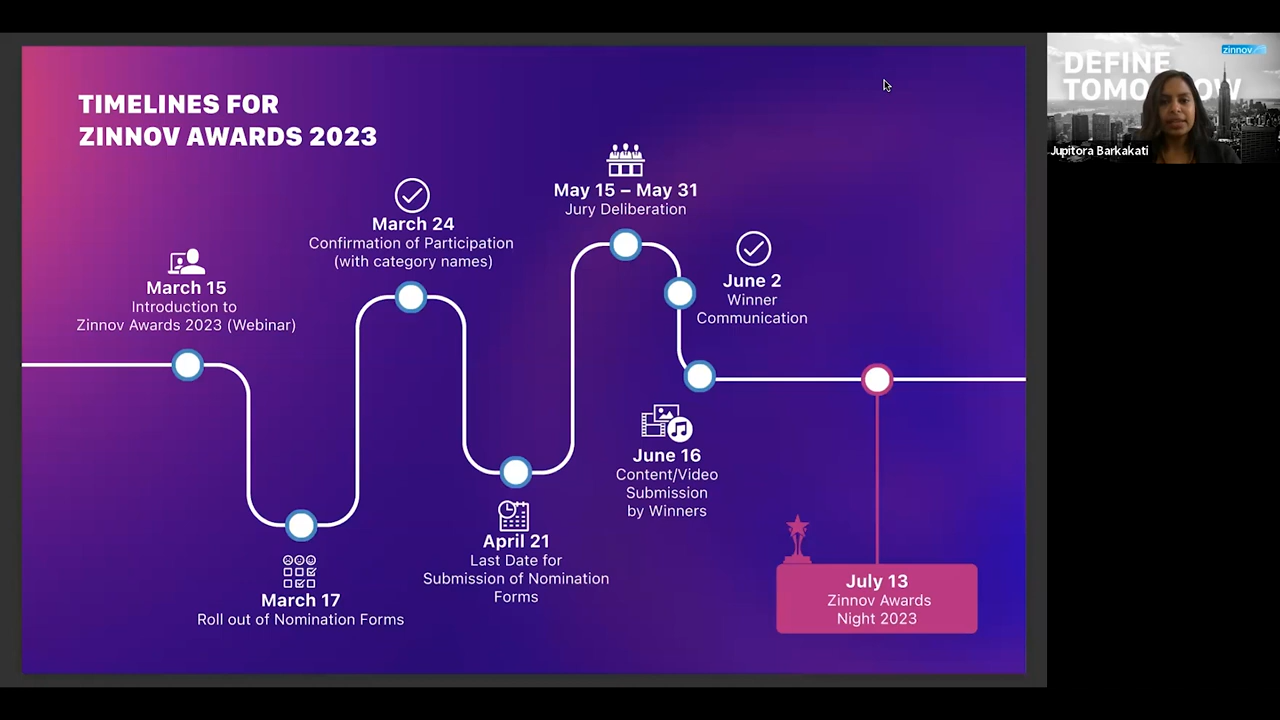 TIMELINES FOR
ZINNOV AWARDS 2023
March 15
Introduction to
Zinnov Awards 2023 (Webinar)
March 17
Roll out of Nomination Forms
March 24
Confirmation of Participation
(with category names)
April 21
Last Date for
Submission of Nomination
Forms
May 15 – May 31
Jury Deliberation
June 2
Winner
Communication
June 16
Content/Video
Submission
by Winners
July 13
Zinnov Awards
Night 2023
zinnov
DEFINE
Jupitora Barkakati